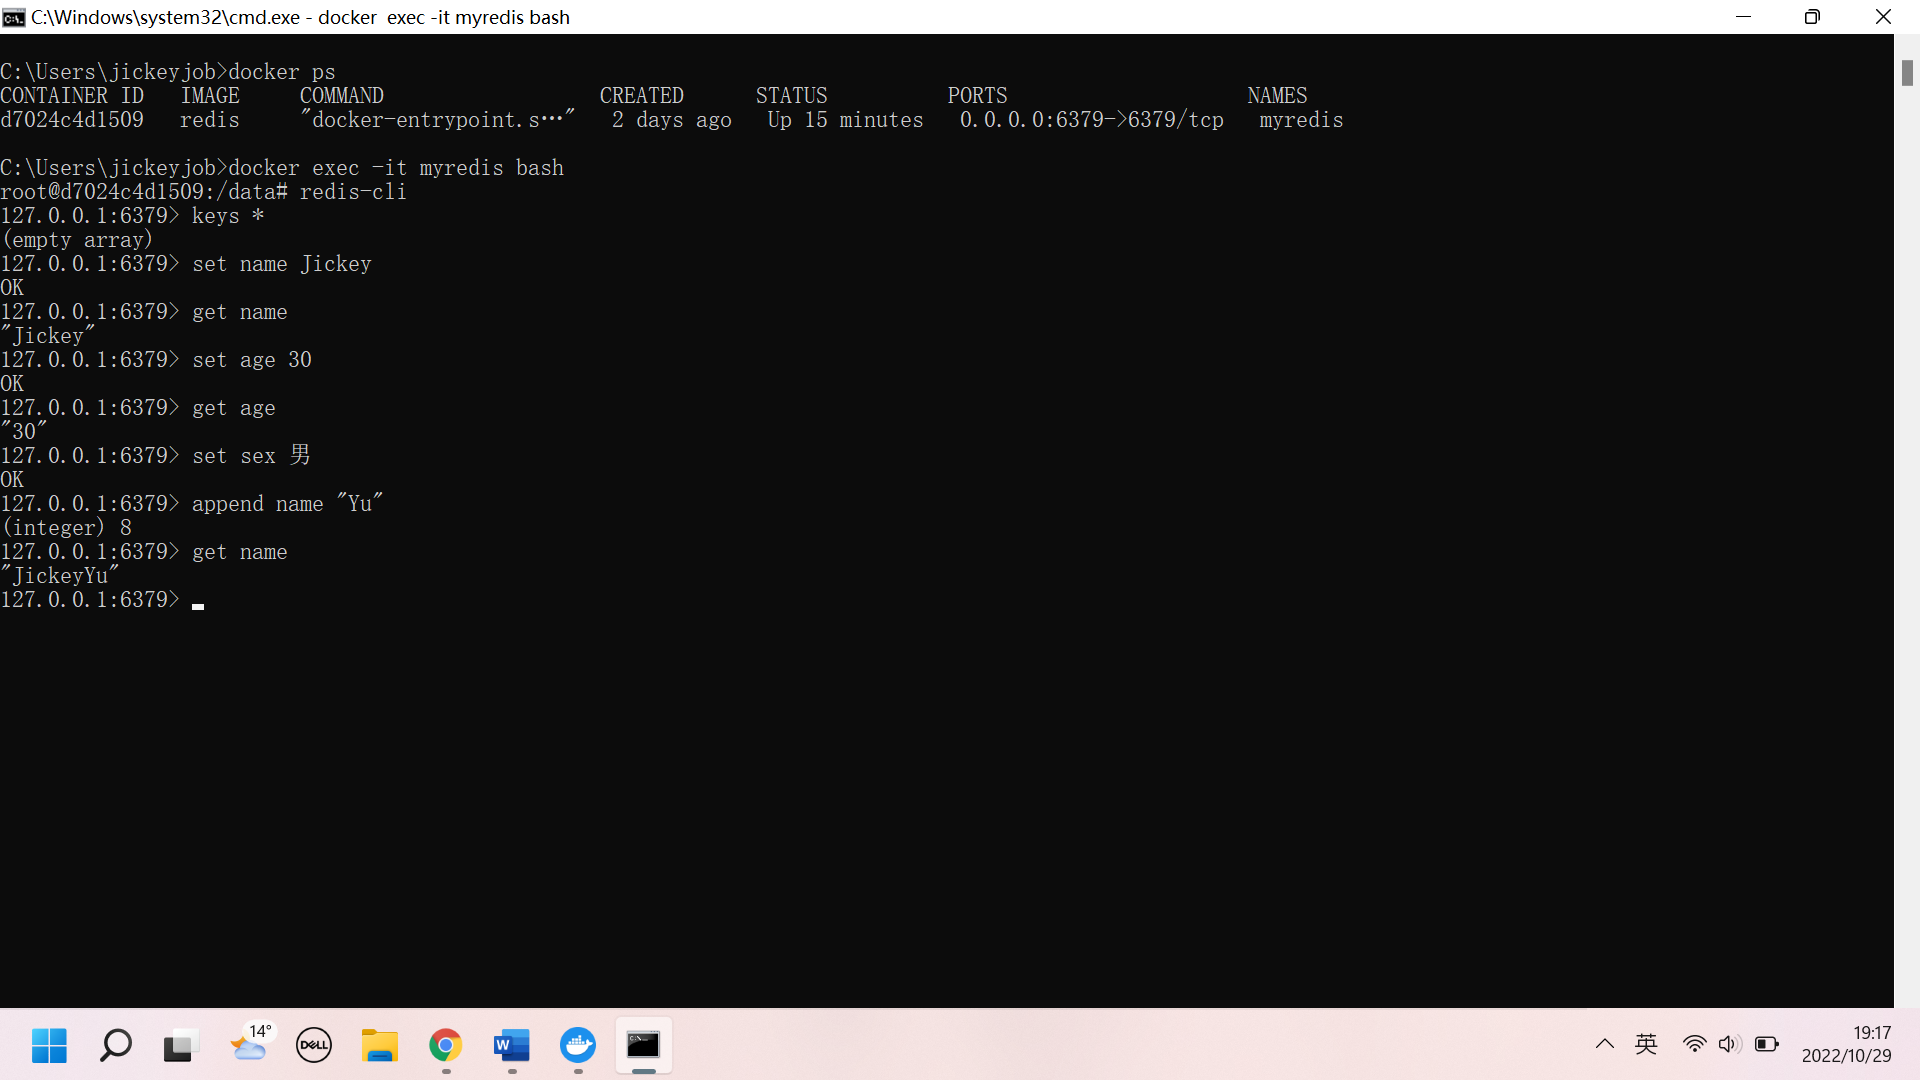 C:\Windows\system32\cmd.exe - docker  exec -it myredis bash
C:\Users\jickeyjob>docker ps
CONTAINER ID   IMAGE     COMMAND                  CREATED      STATUS          PORTS                    NAMES
d7024c4d1509   redis     "docker-entrypoint.s…"   2 days ago   Up 15 minutes   0.0.0.0:6379->6379/tcp   myredis
C:\Users\jickeyjob>docker exec -it myredis bash
root@d7024c4d1509:/data# redis-cli
127.0.0.1:6379> keys *
(empty array)
127.0.0.1:6379> set name Jickey
OK
127.0.0.1:6379> get name
"Jickey"
127.0.0.1:6379> set age 30
OK
127.0.0.1:6379> get age
"30"
127.0.0.1:6379> set sex 男
OK
127.0.0.1:6379> append name "Yu"
(integer) 8
127.0.0.1:6379> get name
"JickeyYu"
127.0.0.1:6379>
14°
DELL
W
C:\_
英
19:17
2022/10/29